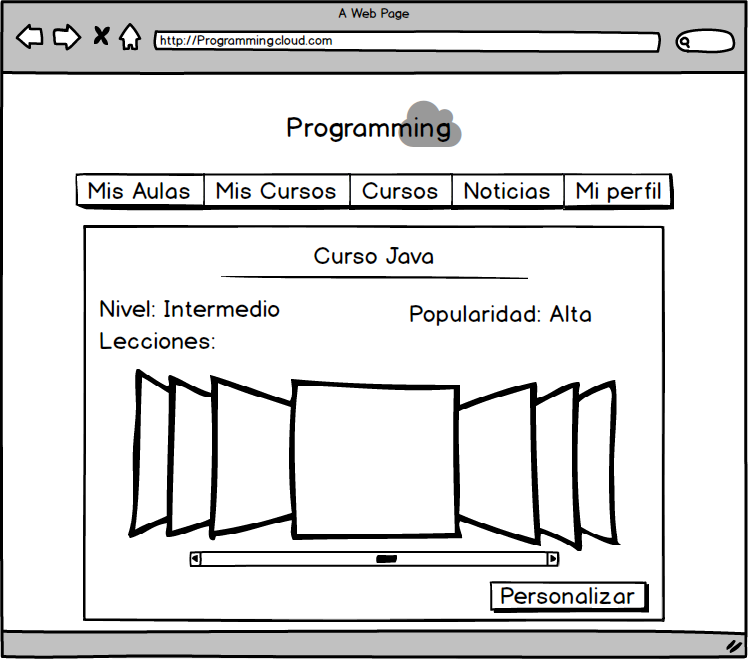 A Web Page
http://Programmingcloud.com
Programming
Mis Aulas Mis Cursos Cursos Noticias Mi perfil
Curso Java
Nivel: Intermedio
Popularidad: Alta
Lecciones:
Personalizar